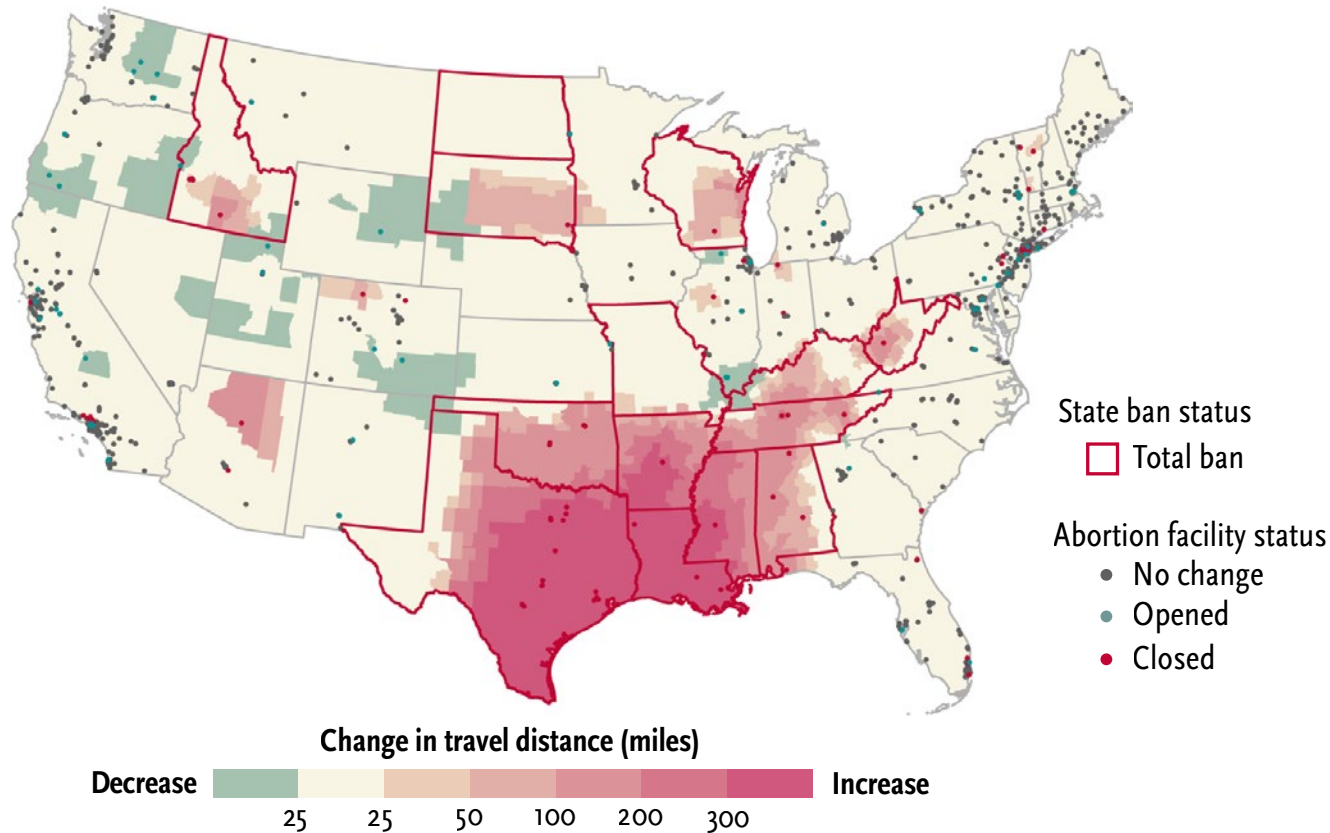 State ban status
Total ban
Abortion facility status
No change
Opened
Closed
Change in travel distance (miles)
Decrease
Increase
25 25 50 100 200 300